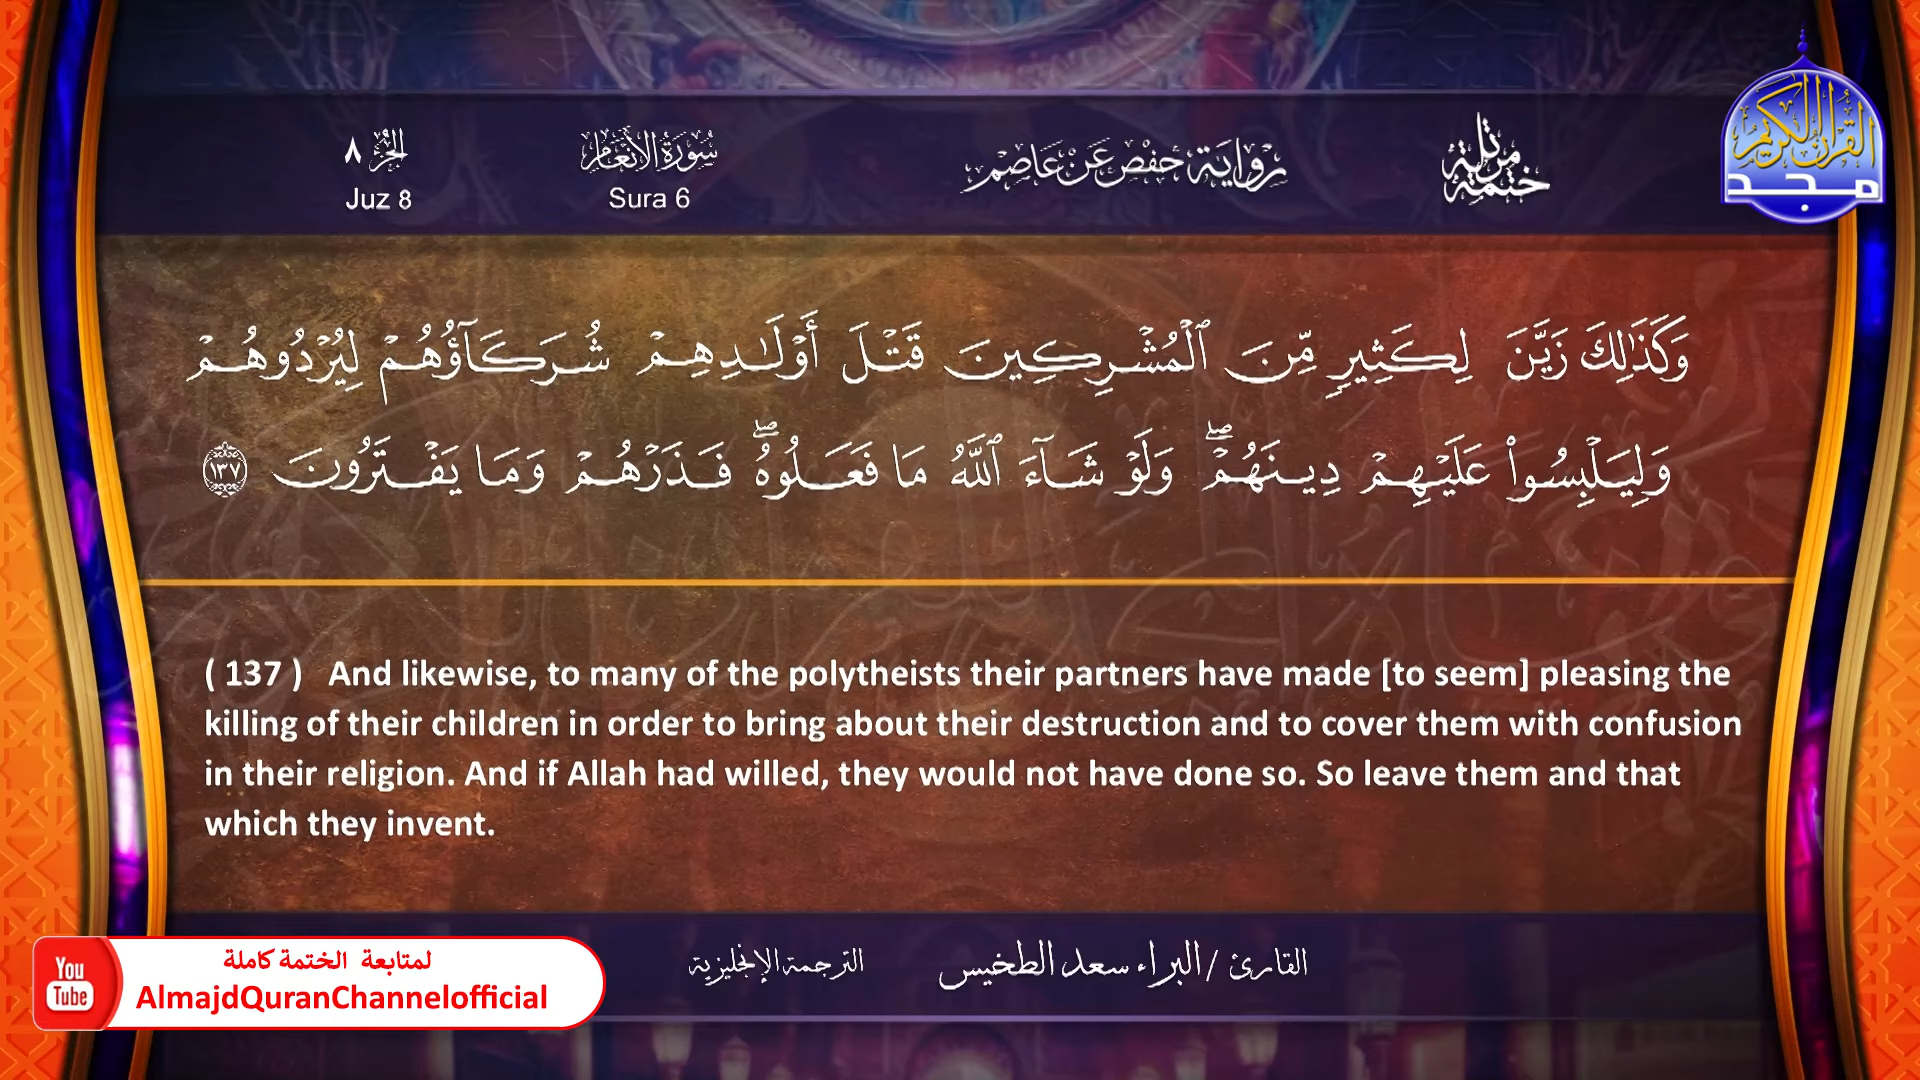 الجزء ٨
Juz 8
سورة الأنعام
Sura 6
رواية حفص عن عاصم
ختمة مرتلة
القرآن الكريم
مجد
وَكَذَٰلِكَ زَيَّنَ لِكَثِيرٍ مِّنَ ٱلْمُشْرِكِينَ قَتْلَ أَوْلَٰدِهِمْ شُرَكَآؤُهُمْ لِيُرْدُوهُمْ
وَلِيَلْبِسُوا۟ عَلَيْهِمْ دِينَهُمْ ۖ وَلَوْ شَآءَ ٱللَّهُ مَا فَعَلُوهُ ۖ فَذَرْهُمْ وَمَا يَفْتَرُونَ ١٣٧
( 137 ) And likewise, to many of the polytheists their partners have made [to seem] pleasing the
killing of their children in order to bring about their destruction and to cover them with confusion
in their religion. And if Allah had willed, they would not have done so. So leave them and that
which they invent.
القارئ / البراء سعد الطخيس
الترجمة الإنجليزية
You
Tube
لمتابعة الختمة كاملة
AlmajdQuranChannelofficial